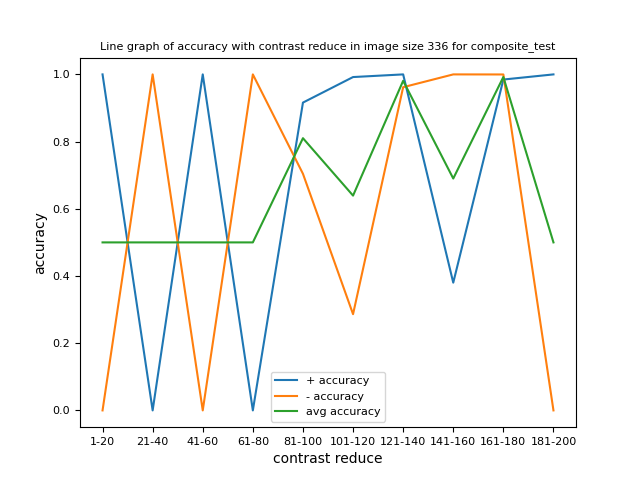 Line graph of accuracy with contrast reduce in image size 336 for composite_test
1.0
0.8
0.6
0.4
0.2
0.0
accuracy
+ accuracy
- accuracy
avg accuracy
1-20 21-40 41-60 61-80 81-100 101-120 121-140 141-160 161-180 181-200
contrast reduce